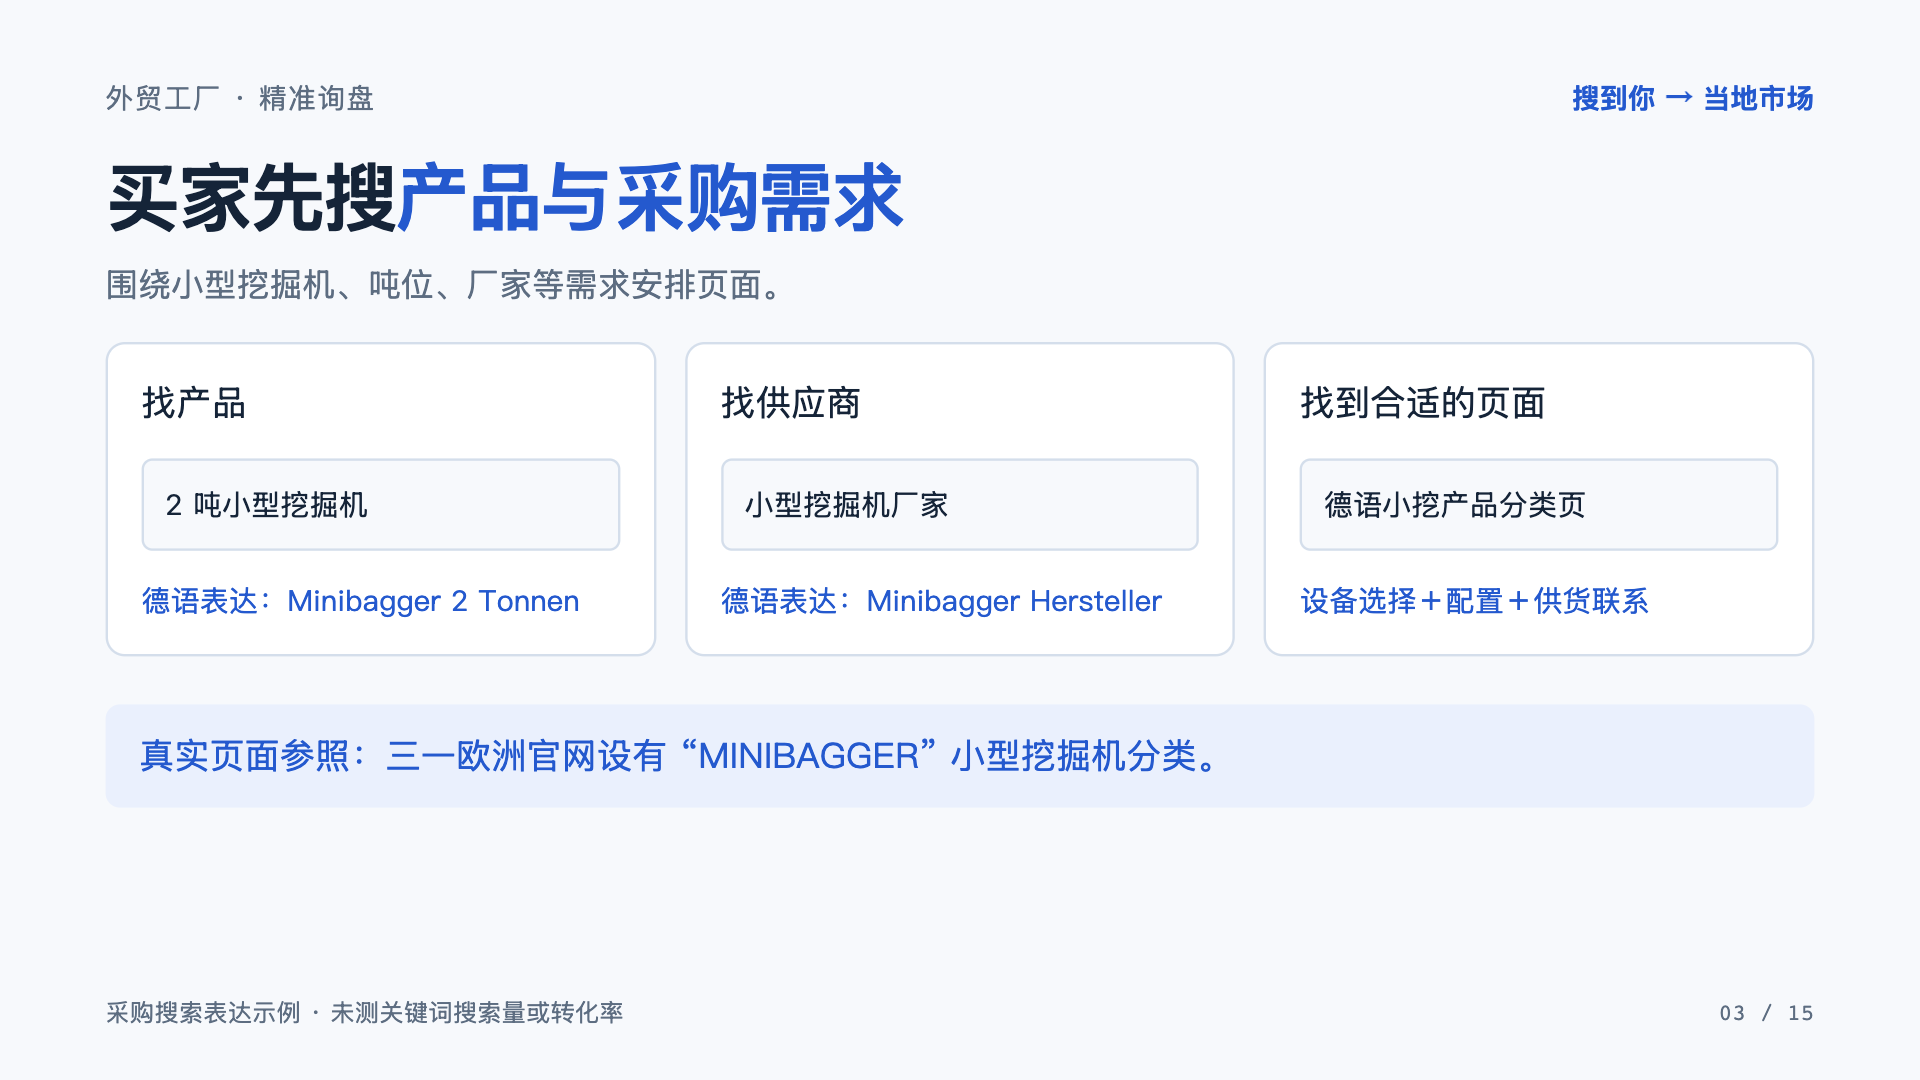 外贸工厂 · 精准询盘
搜到你 → 当地市场
买家先搜产品与采购需求
围绕小型挖掘机、吨位、厂家等需求安排页面。
找产品
2 吨小型挖掘机
德语表达：Minibagger 2 Tonnen
找供应商
小型挖掘机厂家
德语表达：Minibagger Hersteller
找到合适的页面
德语小挖产品分类页
设备选择＋配置＋供货联系
真实页面参照：三一欧洲官网设有“MINIBAGGER”小型挖掘机分类。
采购搜索表达示例 · 未测关键词搜索量或转化率
03 / 15